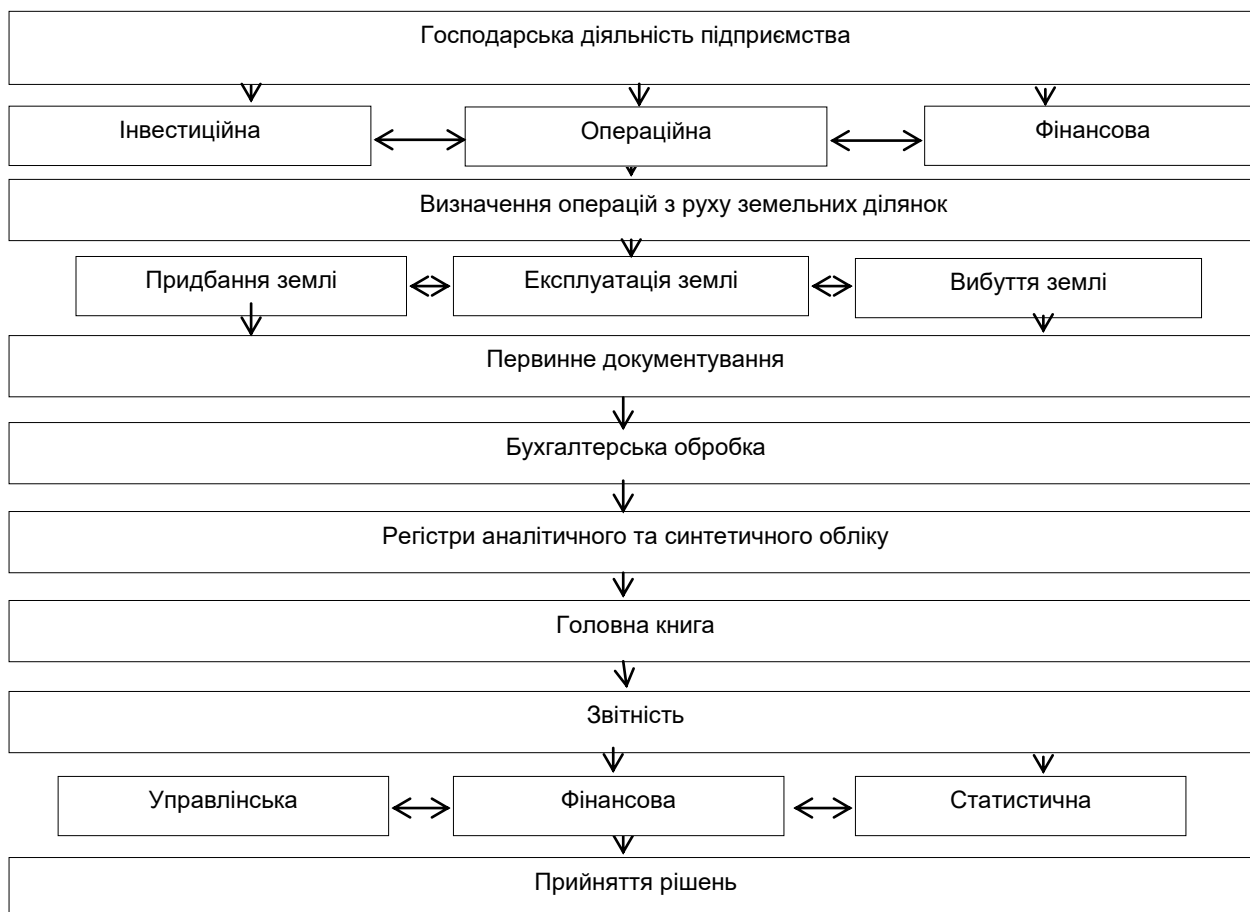 Господарська діяльність підприємства
Інвестиційна
Операційна
Фінансова
Визначення операцій з руху земельних ділянок
Придбання землі
Експлуатація землі
Вибуття землі
Первинне документування
Бухгалтерська обробка
Регістри аналітичного та синтетичного обліку
Головна книга
Звітність
Управлінська
Фінансова
Статистична
Прийняття рішень